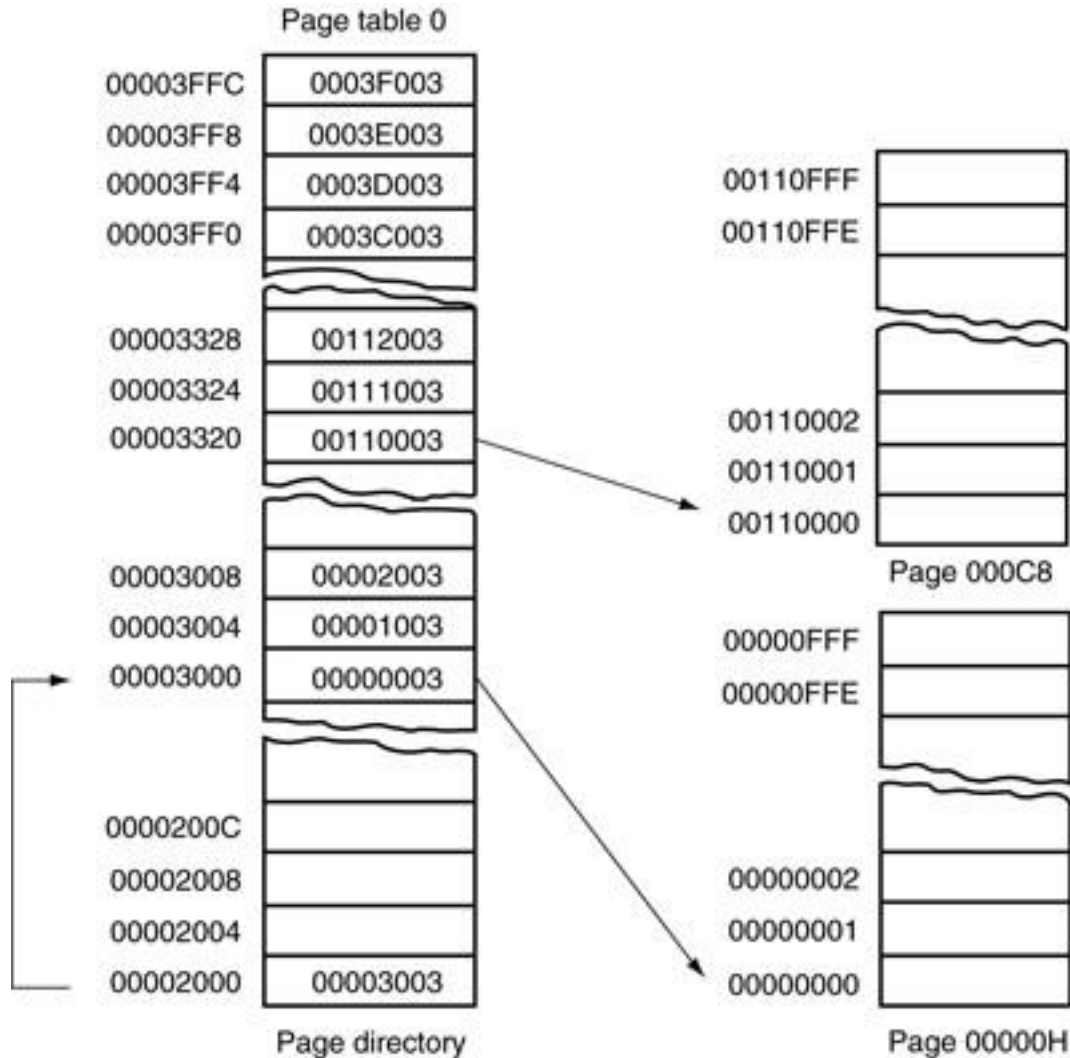 Page table 0
00003FFC 0003F003
00003FF8 0003E003
00003FF4 0003D003
00003FF0 0003C003
00003328 00112003
00003324 00111003
00003320 00110003
00003008 00002003
00003004 00001003
00003000 00000003
0000200C
00002008
00002004
00002000 00003003
Page directory
00110FFF
00110FFE
00110002
00110001
00110000
Page 000C8
00000FFF
00000FFE
00000002
00000001
00000000
Page 00000H